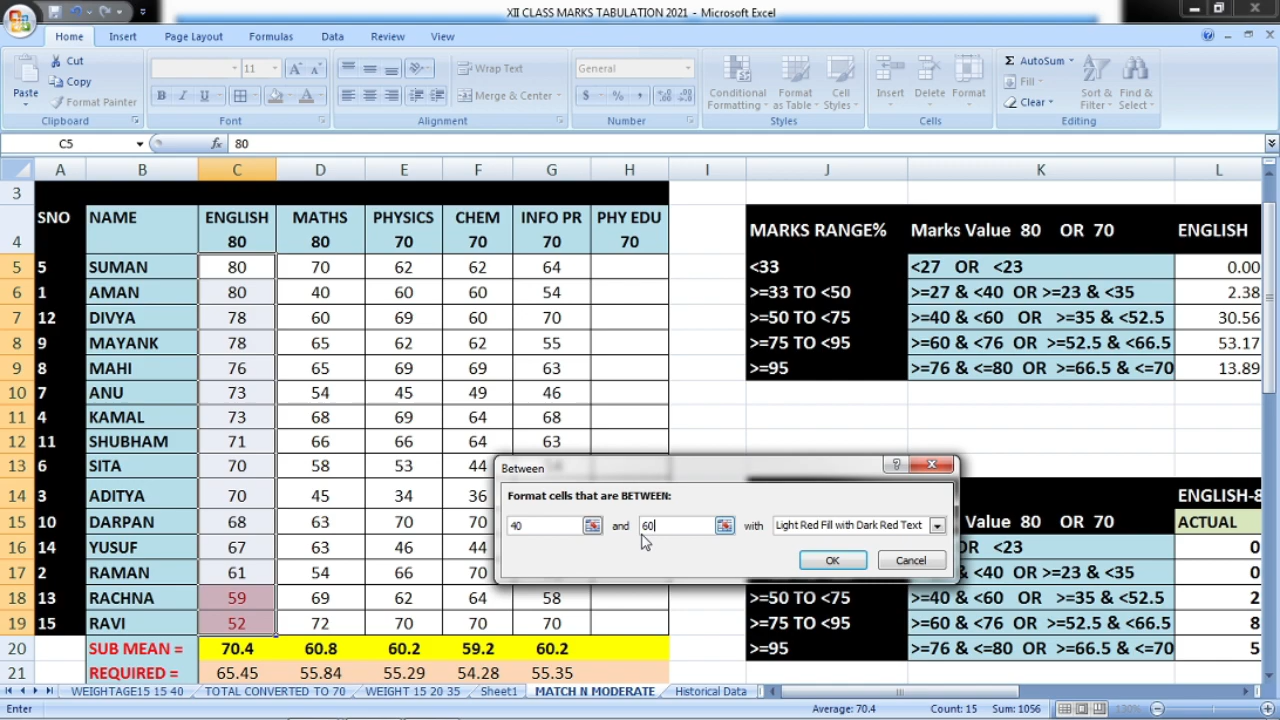 XII CLASS MARKS TABULATION 2021 - Microsoft Excel
Home Insert Page Layout Formulas Data Review View
Paste Cut Copy Format Painter Clipboard
11 B I U Font
Wrap Text Merge & Center Alignment
General $ % , Number
Conditional Formatting Format as Table Cell Styles Styles
Insert Delete Format Cells
Σ AutoSum Fill Clear Sort & Filter Find & Select Editing
C5 fx 80
A B C D E F G H I J K L
3
4 SNO NAME ENGLISH 80 MATHS 80 PHYSICS 70 CHEM 70 INFO PR 70 PHY EDU 70 MARKS RANGE% Marks Value 80 OR 70 ENGLISH
5 5 SUMAN 80 70 62 62 64 <33 <27 OR <23 0.00
6 1 AMAN 80 40 60 60 54 >=33 TO <50 >=27 & <40 OR >=23 & <35 2.38
7 12 DIVYA 78 60 69 60 70 >=50 TO <75 >=40 & <60 OR >=35 & <52.5 30.56
8 9 MAYANK 78 65 62 62 55 >=75 TO <95 >=60 & <76 OR >=52.5 & <66.5 53.17
9 8 MAHI 76 65 69 69 63 >=95 >=76 & <=80 OR >=66.5 & <=70 13.89
10 7 ANU 73 54 45 49 46
11 4 KAMAL 73 68 69 64 68
12 11 SHUBHAM 71 66 66 64 63
13 6 SITA 70 58 53 44
14 3 ADITYA 70 45 34 36 ENGLISH-8
15 10 DARPAN 68 63 70 70 Value 80 OR 70 ACTUAL
16 14 YUSUF 67 63 46 44 OR <23 0
17 2 RAMAN 61 54 66 70 & <40 OR >=23 & <35 0
18 13 RACHNA 59 69 62 64 58 >=50 TO <75 >=40 & <60 OR >=35 & <52.5 2
19 15 RAVI 52 72 70 70 70 >=75 TO <95 >=60 & <76 OR >=52.5 & <66.5 8
20 SUB MEAN = 70.4 60.8 60.2 59.2 60.2 >=95 >=76 & <=80 OR >=66.5 & <=70 5
21 REQUIRED = 65.45 55.84 55.29 54.28 55.35
Between
Format cells that are BETWEEN:
40 and 60 with Light Red Fill with Dark Red Text
OK Cancel
WEIGHTAGE15 15 40 TOTAL CONVERTED TO 70 WEIGHT 15 20 35 Sheet1 MATCH N MODERATE Historical Data
Enter Average: 70.4 Count: 15 Sum: 1056 130%